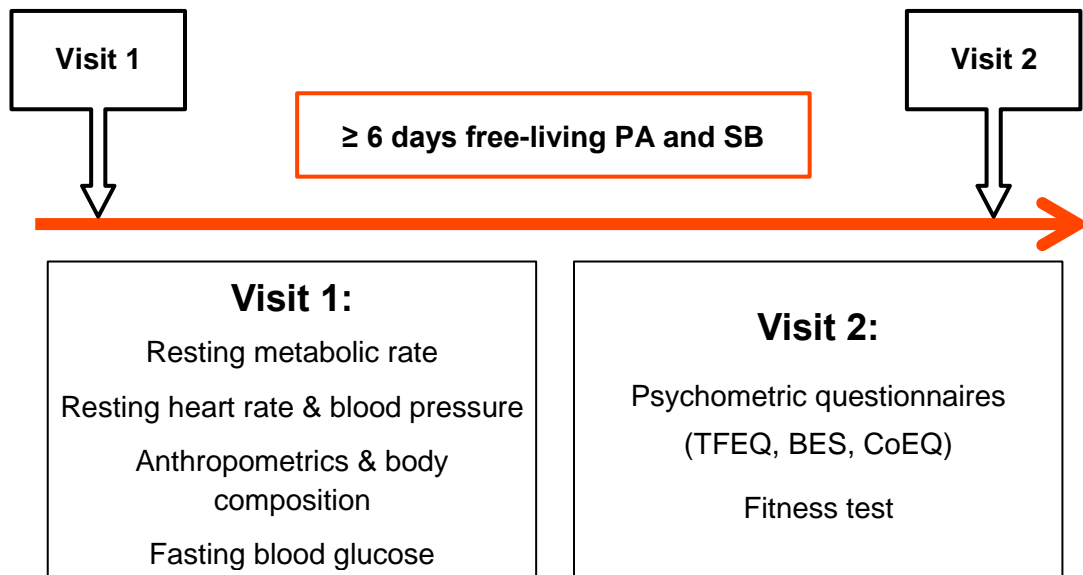 Visit 1
Visit 2
≥ 6 days free-living PA and SB
Visit 1:
Resting metabolic rate
Resting heart rate & blood pressure
Anthropometrics & body
composition
Fasting blood glucose
Visit 2:
Psychometric questionnaires
(TFEQ, BES, CoEQ)
Fitness test